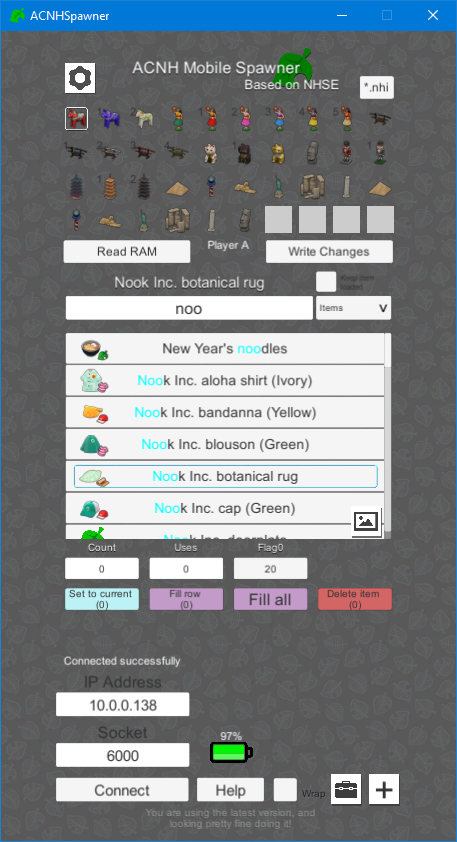 ACNHSpawner
ACNH Mobile Spawner
Based on NHSE
*.nhi
Read RAM
Player A
Write Changes
Nook Inc. botanical rug
Keep item
loaded
noo
Items
New Year's noodles
Nook Inc. aloha shirt (Ivory)
Nook Inc. bandanna (Yellow)
Nook Inc. blouson (Green)
Nook Inc. botanical rug
Nook Inc. cap (Green)
Nook Inc. doorplate
Count
Uses
Flag0
0
0
20
Set to current
(0)
Fill row
(0)
Fill all
Delete item
(0)
Connected successfully
IP Address
10.0.0.138
Socket
97%
6000
Connect
Help
Wrap
You are using the latest version, and
looking pretty fine doing it!